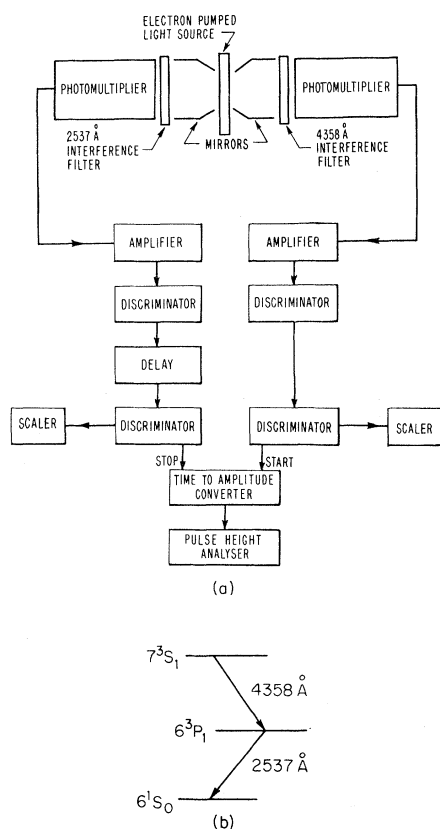 ELECTRON PUMPED
LIGHT SOURCE
PHOTOMULTIPLIER
PHOTOMULTIPLIER
2537 Å
INTERFERENCE
FILTER
MIRRORS
4358 Å
INTERFERENCE
FILTER
AMPLIFIER
AMPLIFIER
DISCRIMINATOR
DISCRIMINATOR
DELAY
SCALER
DISCRIMINATOR
DISCRIMINATOR
SCALER
STOP
START
TIME TO AMPLITUDE
CONVERTER
PULSE HEIGHT
ANALYSER
(a)
7³S₁
4358 Å
6³P₁
2537 Å
6¹S₀
(b)